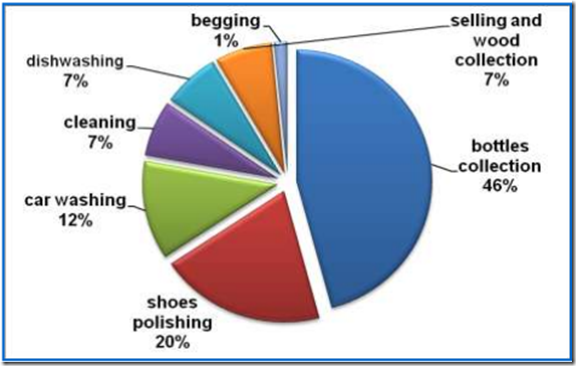 begging
1%
selling and
wood
collection
7%
dishwashing
7%
cleaning
7%
bottles
collection
46%
car washing
12%
shoes
polishing
20%